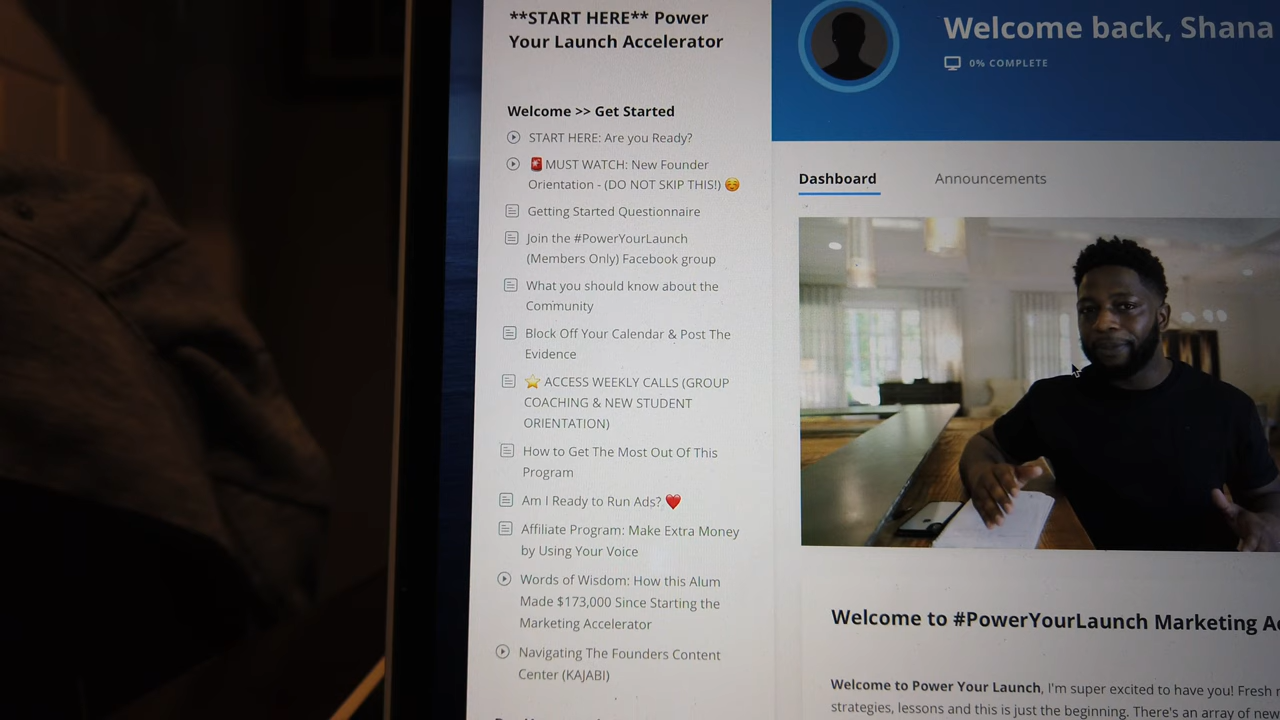 **START HERE** Power
Your Launch Accelerator
Welcome >> Get Started
START HERE: Are you Ready?
🚨 MUST WATCH: New Founder
Orientation - (DO NOT SKIP THIS!) ☺️
Getting Started Questionnaire
Join the #PowerYourLaunch
(Members Only) Facebook group
What you should know about the
Community
Block Off Your Calendar & Post The
Evidence
⭐ ACCESS WEEKLY CALLS (GROUP
COACHING & NEW STUDENT
ORIENTATION)
How to Get The Most Out Of This
Program
Am I Ready to Run Ads? ❤️
Affiliate Program: Make Extra Money
by Using Your Voice
Words of Wisdom: How this Alum
Made $173,000 Since Starting the
Marketing Accelerator
Navigating The Founders Content
Center (KAJABI)
Welcome back, Shana
0% COMPLETE
Dashboard Announcements
Welcome to #PowerYourLaunch Marketing
Welcome to Power Your Launch, I'm super excited to have you! Fresh
strategies, lessons and this is just the beginning. There's an array of new